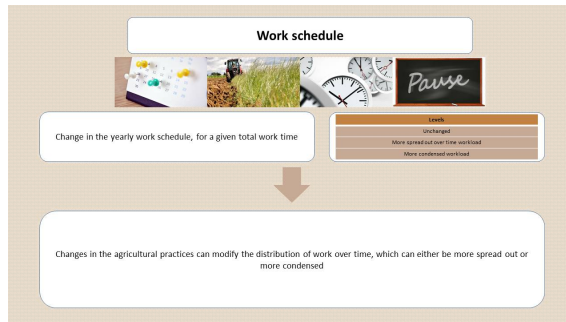 Work schedule
Pause
Change in the yearly work schedule, for a given total work time
Levels
Unchanged
More spread out over time workload
More condensed workload
Changes in the agricultural practices can modify the distribution of work over time, which can either be more spread out or
more condensed